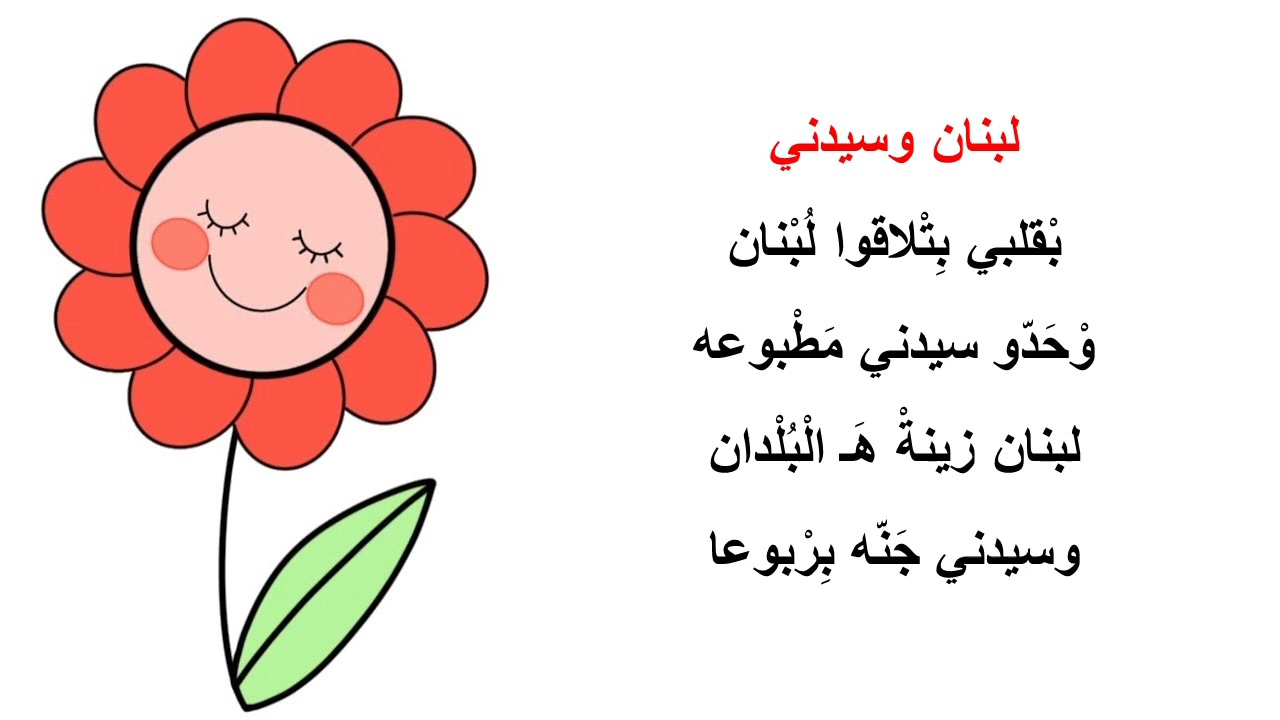 لبنان وسيدني
بْقلبي بِتْلاقوا لُبْنان
وْحَدّو سيدني مَطْبوعه
لبنان زينةْ هَـ الْبُلْدان
وسيدني جَنّه بِرْبوعا